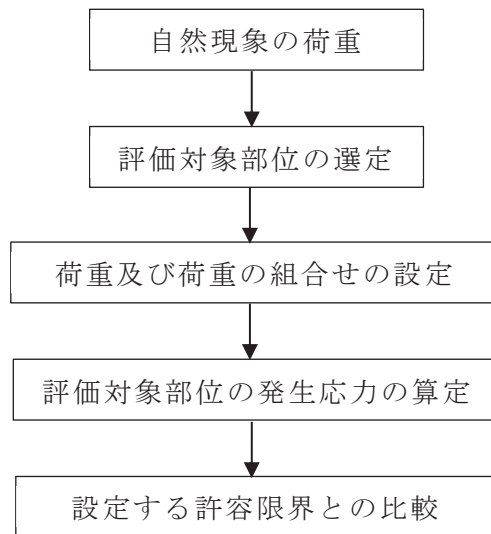 自然現象の荷重
評価対象部位の選定
荷重及び荷重の組合せの設定
評価対象部位の発生応力の算定
設定する許容限界との比較